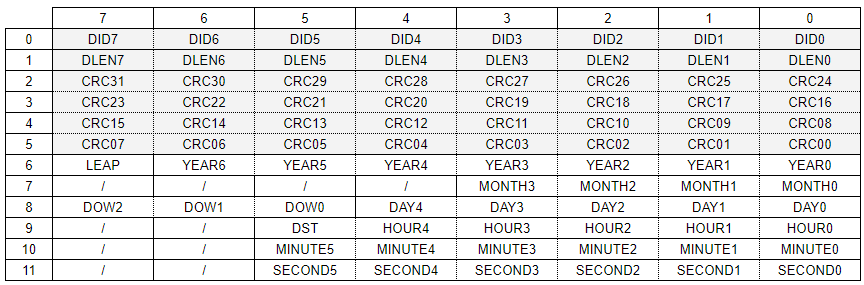 7 6 5 4 3 2 1 0
0 DID7 DID6 DID5 DID4 DID3 DID2 DID1 DID0
1 DLEN7 DLEN6 DLEN5 DLEN4 DLEN3 DLEN2 DLEN1 DLEN0
2 CRC31 CRC30 CRC29 CRC28 CRC27 CRC26 CRC25 CRC24
3 CRC23 CRC22 CRC21 CRC20 CRC19 CRC18 CRC17 CRC16
4 CRC15 CRC14 CRC13 CRC12 CRC11 CRC10 CRC09 CRC08
5 CRC07 CRC06 CRC05 CRC04 CRC03 CRC02 CRC01 CRC00
6 LEAP YEAR6 YEAR5 YEAR4 YEAR3 YEAR2 YEAR1 YEAR0
7 / / / / MONTH3 MONTH2 MONTH1 MONTH0
8 DOW2 DOW1 DOW0 DAY4 DAY3 DAY2 DAY1 DAY0
9 / / DST HOUR4 HOUR3 HOUR2 HOUR1 HOUR0
10 / / MINUTE5 MINUTE4 MINUTE3 MINUTE2 MINUTE1 MINUTE0
11 / / SECOND5 SECOND4 SECOND3 SECOND2 SECOND1 SECOND0